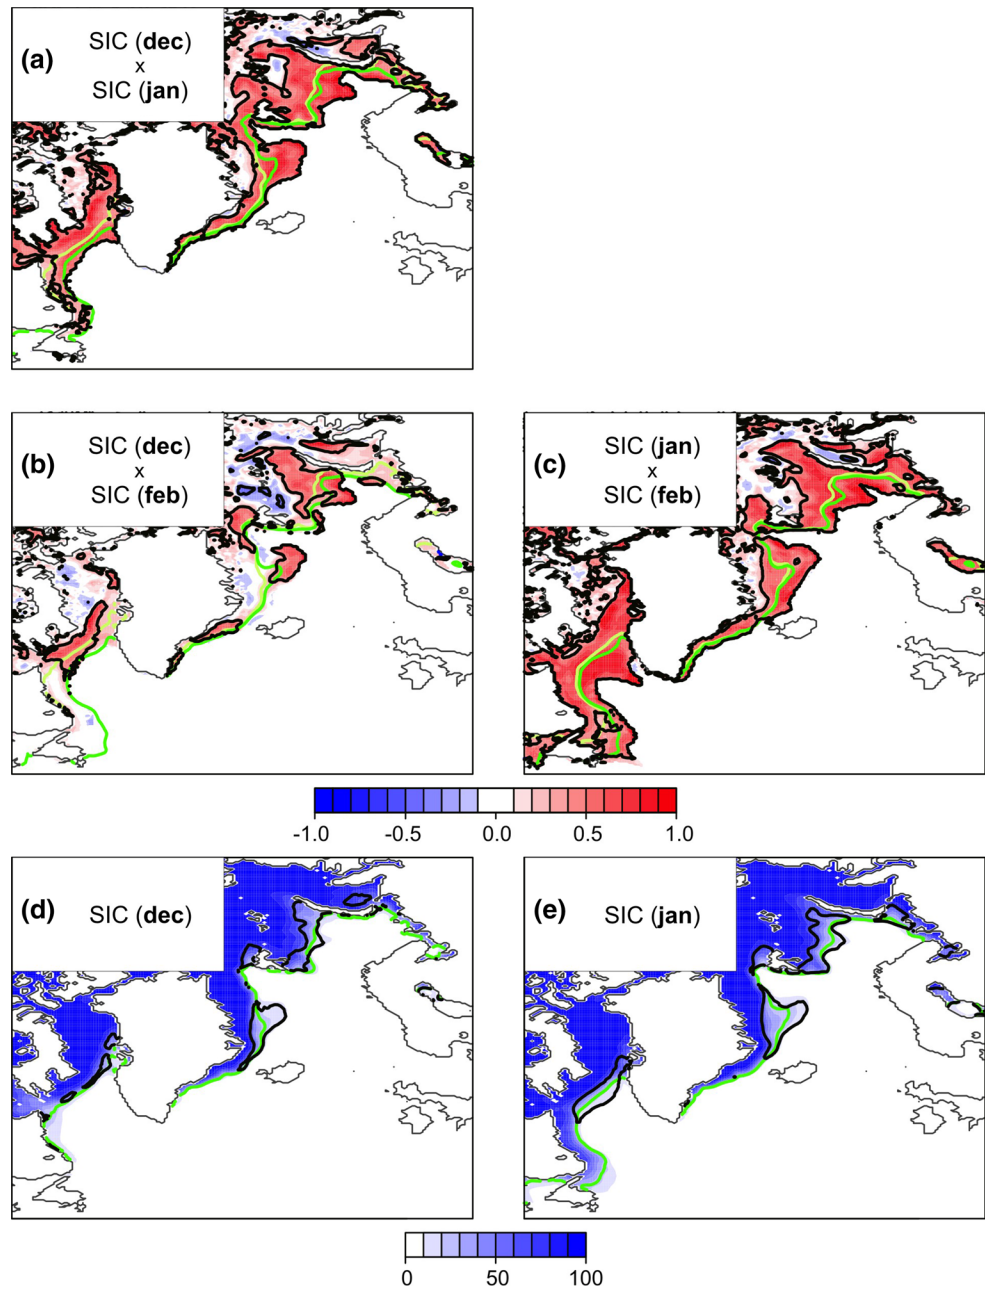 (a)
SIC (dec)
x
SIC (jan)
(b)
SIC (dec)
x
SIC (feb)
(c)
SIC (jan)
x
SIC (feb)
-1.0 -0.5 0.0 0.5 1.0
(d) SIC (dec)
(e) SIC (jan)
0 50 100